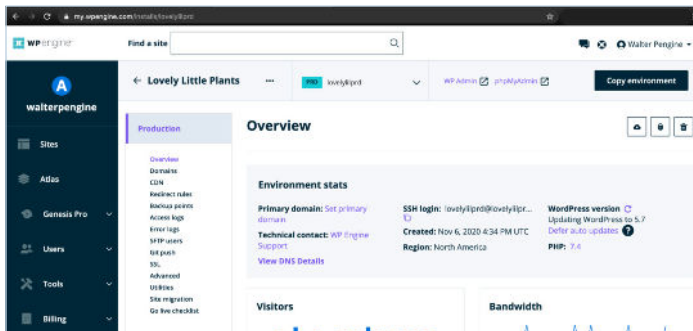 my.wpengine.com/installs/lovelyllprd
WP engine
Find a site
Walter Pengine
A
walterpengine
Sites
Atlas
Genesis Pro
Users
Tools
Billing
← Lovely Little Plants
...
PRD lovelyllprd
WP Admin
phpMyAdmin
Copy environment
Production
Overview
Domains
CDN
Redirect rules
Backup points
Access logs
Error logs
SFTP users
Git push
SSL
Advanced
Utilities
Site migration
Go live checklist
Overview
Environment stats
Primary domain: Set primary
domain
Technical contact: WP Engine
Support
View DNS Details
SSH login: lovelyllprd@lovelyllpr...
Created: Nov 6, 2020 4:34 PM UTC
Region: North America
WordPress version
Updating WordPress to 5.7
Defer auto updates ?
PHP: 7.4
Visitors
Bandwidth